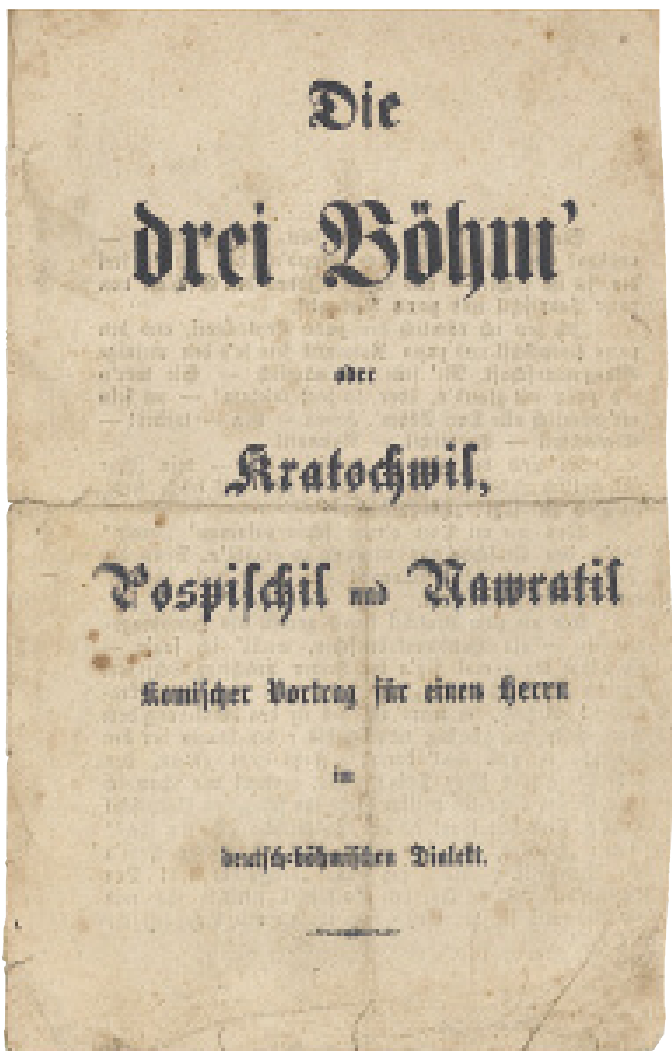 Die
drei Böhm'
oder
Kratochwil,
Pospischil und Nawratil
Komischer Vortrag für einen Herrn
im
deutsch-böhmischen Dialekt.